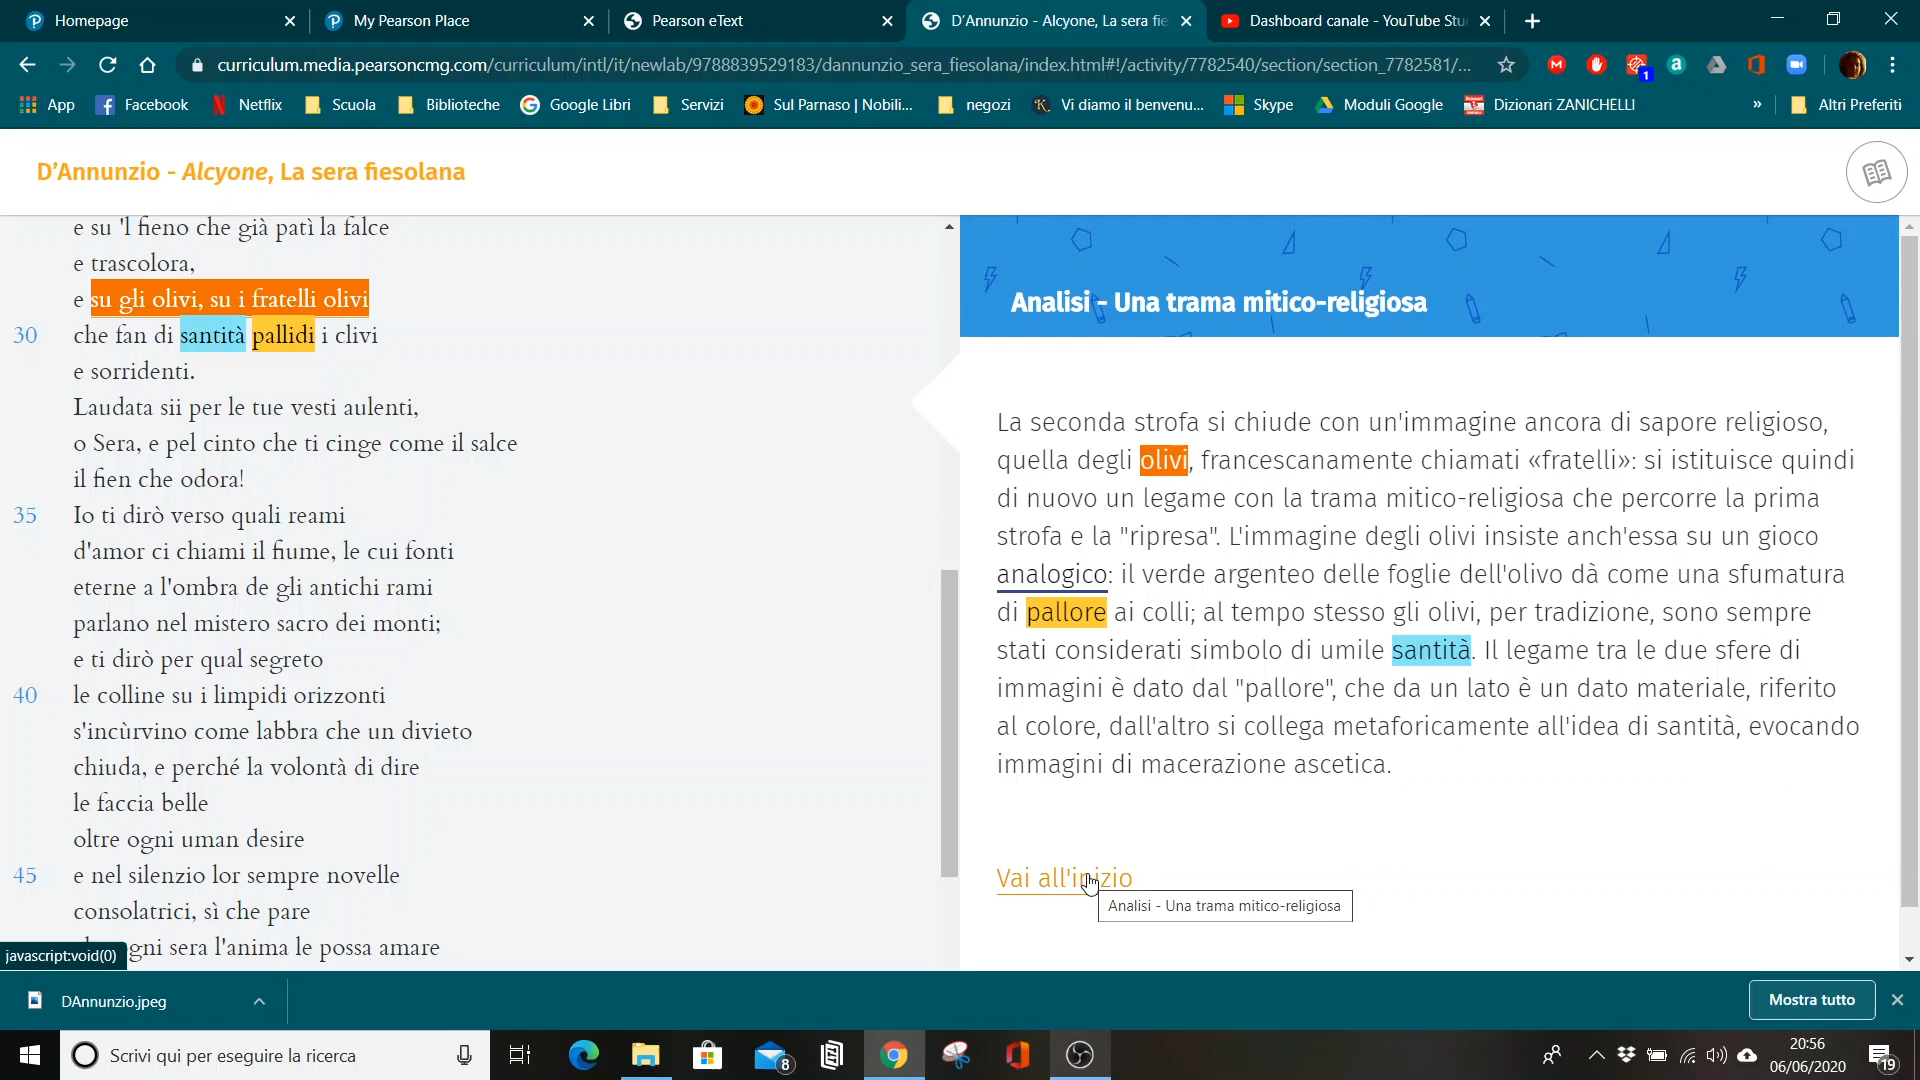 Homepage
My Pearson Place
Pearson eText
D'Annunzio - Alcyone, La sera fie
Dashboard canale - YouTube Stu
curriculum.media.pearsoncmg.com/curriculum/intl/it/newlab/9788839529183/dannunzio_sera_fiesolana/index.html#!/activity/7782540/section/section_7782581/...
1
App
Facebook
Netflix
Scuola
Biblioteche
Google Libri
Servizi
Sul Parnaso | Nobili...
negozi
Vi diamo il benvenu...
Skype
Moduli Google
Dizionari ZANICHELLI
»
Altri Preferiti
D'Annunzio - Alcyone, La sera fiesolana
e su 'l fieno che già patì la falce
e trascolora,
e su gli olivi, su i fratelli olivi
30 che fan di santità pallidi i clivi
e sorridenti.
Laudata sii per le tue vesti aulenti,
o Sera, e pel cinto che ti cinge come il salce
il fien che odora!
35 Io ti dirò verso quali reami
d'amor ci chiami il fiume, le cui fonti
eterne a l'ombra de gli antichi rami
parlano nel mistero sacro dei monti;
e ti dirò per qual segreto
40 le colline su i limpidi orizzonti
s'incùrvino come labbra che un divieto
chiuda, e perché la volontà di dire
le faccia belle
oltre ogni uman desire
45 e nel silenzio lor sempre novelle
consolatrici, sì che pare
ogni sera l'anima le possa amare
javascript:void(0)
Analisi - Una trama mitico-religiosa
La seconda strofa si chiude con un'immagine ancora di sapore religioso,
quella degli olivi, francescanamente chiamati «fratelli»: si istituisce quindi
di nuovo un legame con la trama mitico-religiosa che percorre la prima
strofa e la "ripresa". L'immagine degli olivi insiste anch'essa su un gioco
analogico: il verde argenteo delle foglie dell'olivo dà come una sfumatura
di pallore ai colli; al tempo stesso gli olivi, per tradizione, sono sempre
stati considerati simbolo di umile santità. Il legame tra le due sfere di
immagini è dato dal "pallore", che da un lato è un dato materiale, riferito
al colore, dall'altro si collega metaforicamente all'idea di santità, evocando
immagini di macerazione ascetica.
Vai all'inizio
Analisi - Una trama mitico-religiosa
DAnnunzio.jpeg
Mostra tutto
Scrivi qui per eseguire la ricerca
8
20:56
06/06/2020
19